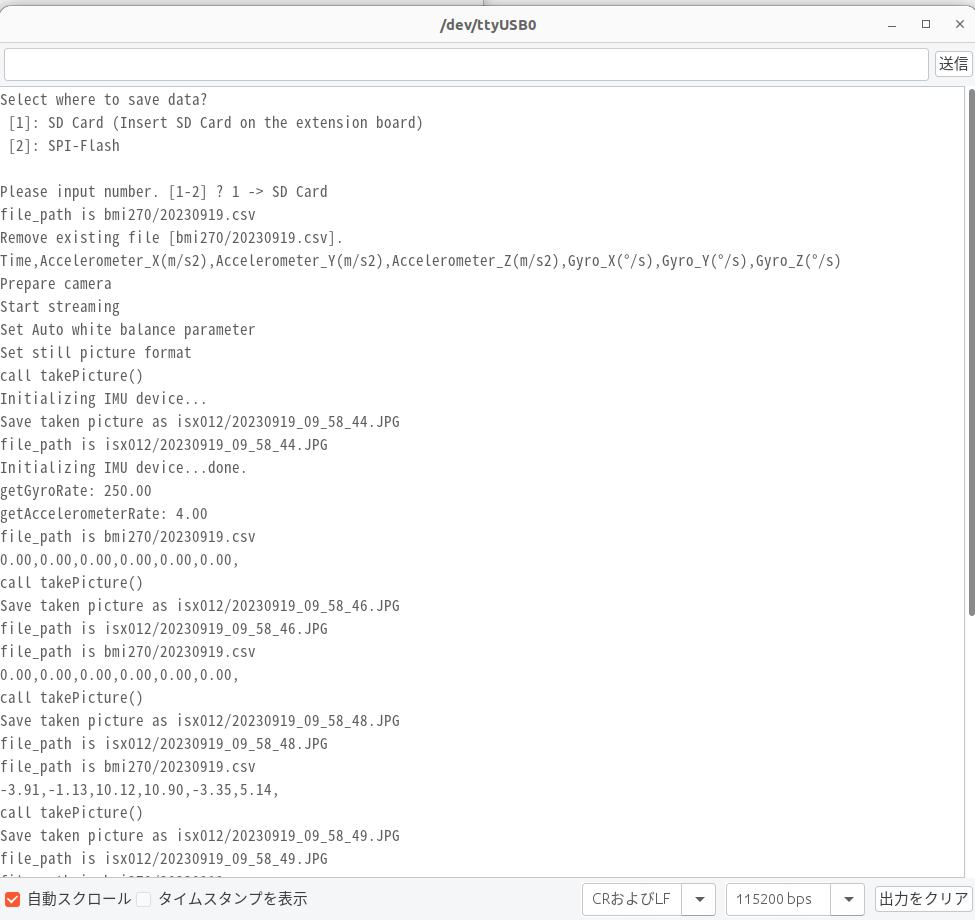 /dev/ttyUSB0
送信
Select where to save data?
[1]: SD Card (Insert SD Card on the extension board)
[2]: SPI-Flash
Please input number. [1-2] ? 1 -> SD Card
file_path is bmi270/20230919.csv
Remove existing file [bmi270/20230919.csv].
Time,Accelerometer_X(m/s2),Accelerometer_Y(m/s2),Accelerometer_Z(m/s2),Gyro_X(°/s),Gyro_Y(°/s),Gyro_Z(°/s)
Prepare camera
Start streaming
Set Auto white balance parameter
Set still picture format
call takePicture()
Initializing IMU device...
Save taken picture as isx012/20230919_09_58_44.JPG
file_path is isx012/20230919_09_58_44.JPG
Initializing IMU device...done.
getGyroRate: 250.00
getAccelerometerRate: 4.00
file_path is bmi270/20230919.csv
0.00,0.00,0.00,0.00,0.00,0.00,
call takePicture()
Save taken picture as isx012/20230919_09_58_46.JPG
file_path is isx012/20230919_09_58_46.JPG
file_path is bmi270/20230919.csv
0.00,0.00,0.00,0.00,0.00,0.00,
call takePicture()
Save taken picture as isx012/20230919_09_58_48.JPG
file_path is isx012/20230919_09_58_48.JPG
file_path is bmi270/20230919.csv
-3.91,-1.13,10.12,10.90,-3.35,5.14,
call takePicture()
Save taken picture as isx012/20230919_09_58_49.JPG
file_path is isx012/20230919_09_58_49.JPG
自動スクロール タイムスタンプを表示 CRおよびLF 115200 bps 出力をクリア